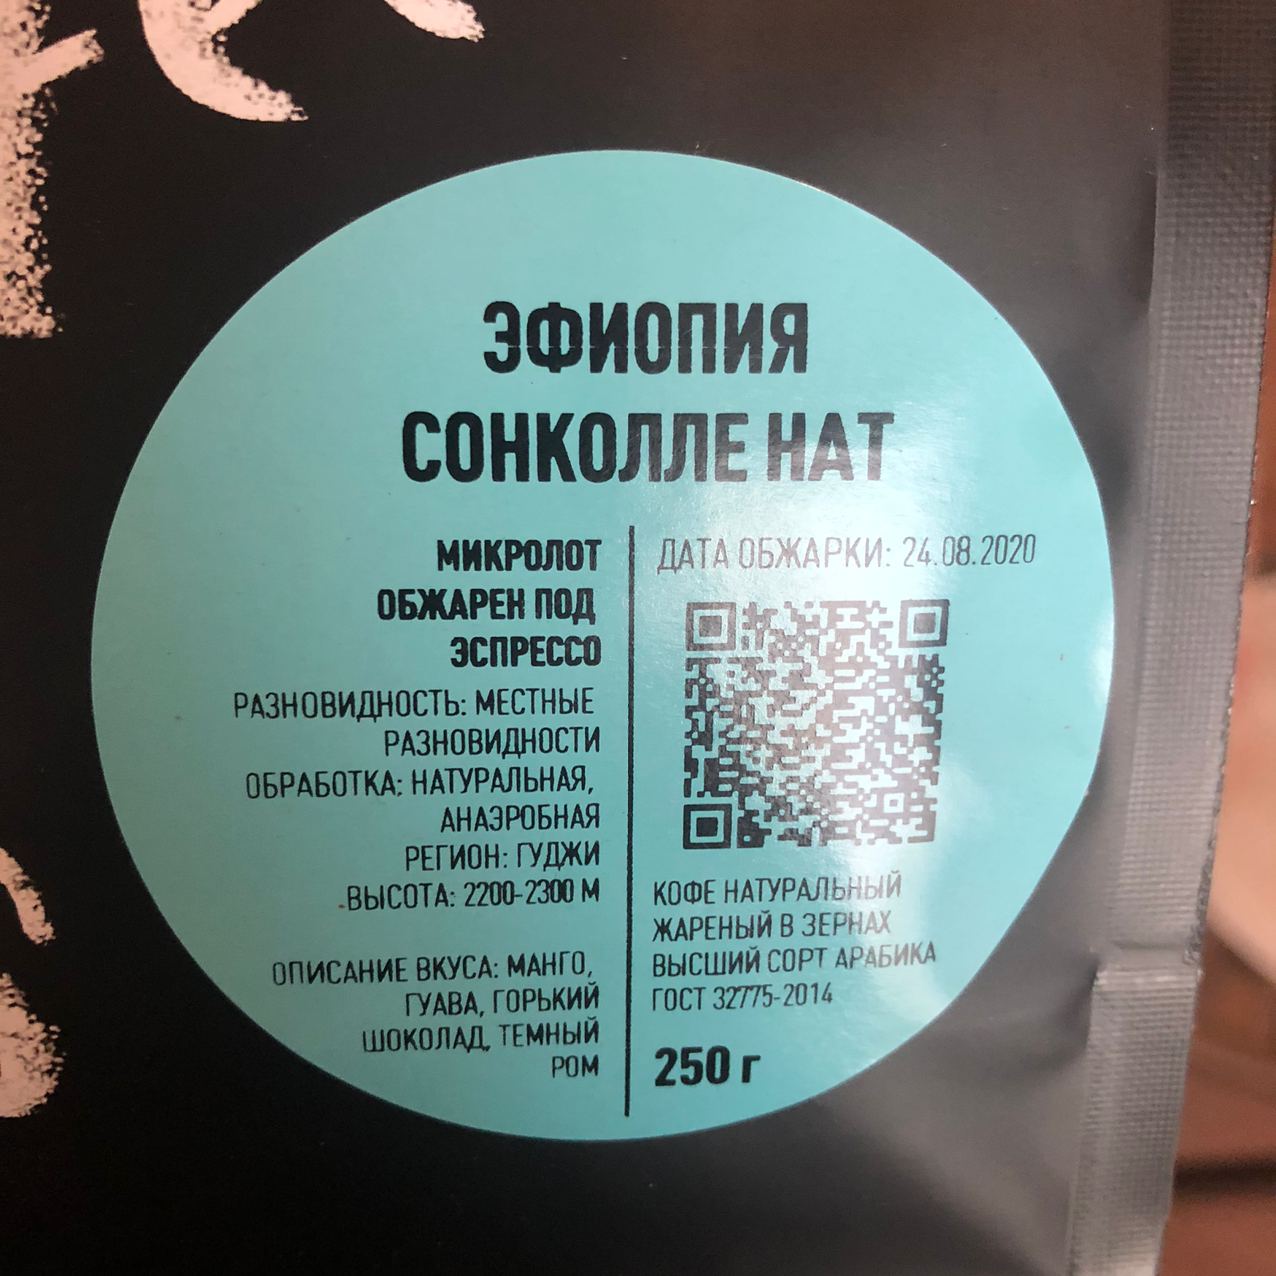 ЭФИОПИЯ
СОНКОЛЛЕ НАТ
МИКРОЛОТ
ОБЖАРЕН ПОД
ЭСПРЕССО
РАЗНОВИДНОСТЬ: МЕСТНЫЕ
РАЗНОВИДНОСТИ
ОБРАБОТКА: НАТУРАЛЬНАЯ,
АНАЭРОБНАЯ
РЕГИОН: ГУДЖИ
ВЫСОТА: 2200-2300 М
ОПИСАНИЕ ВКУСА: МАНГО,
ГУАВА, ГОРЬКИЙ
ШОКОЛАД, ТЕМНЫЙ
РОМ
ДАТА ОБЖАРКИ: 24.08.2020
КОФЕ НАТУРАЛЬНЫЙ
ЖАРЕНЫЙ В ЗЕРНАХ
ВЫСШИЙ СОРТ АРАБИКА
ГОСТ 32775-2014
250 г